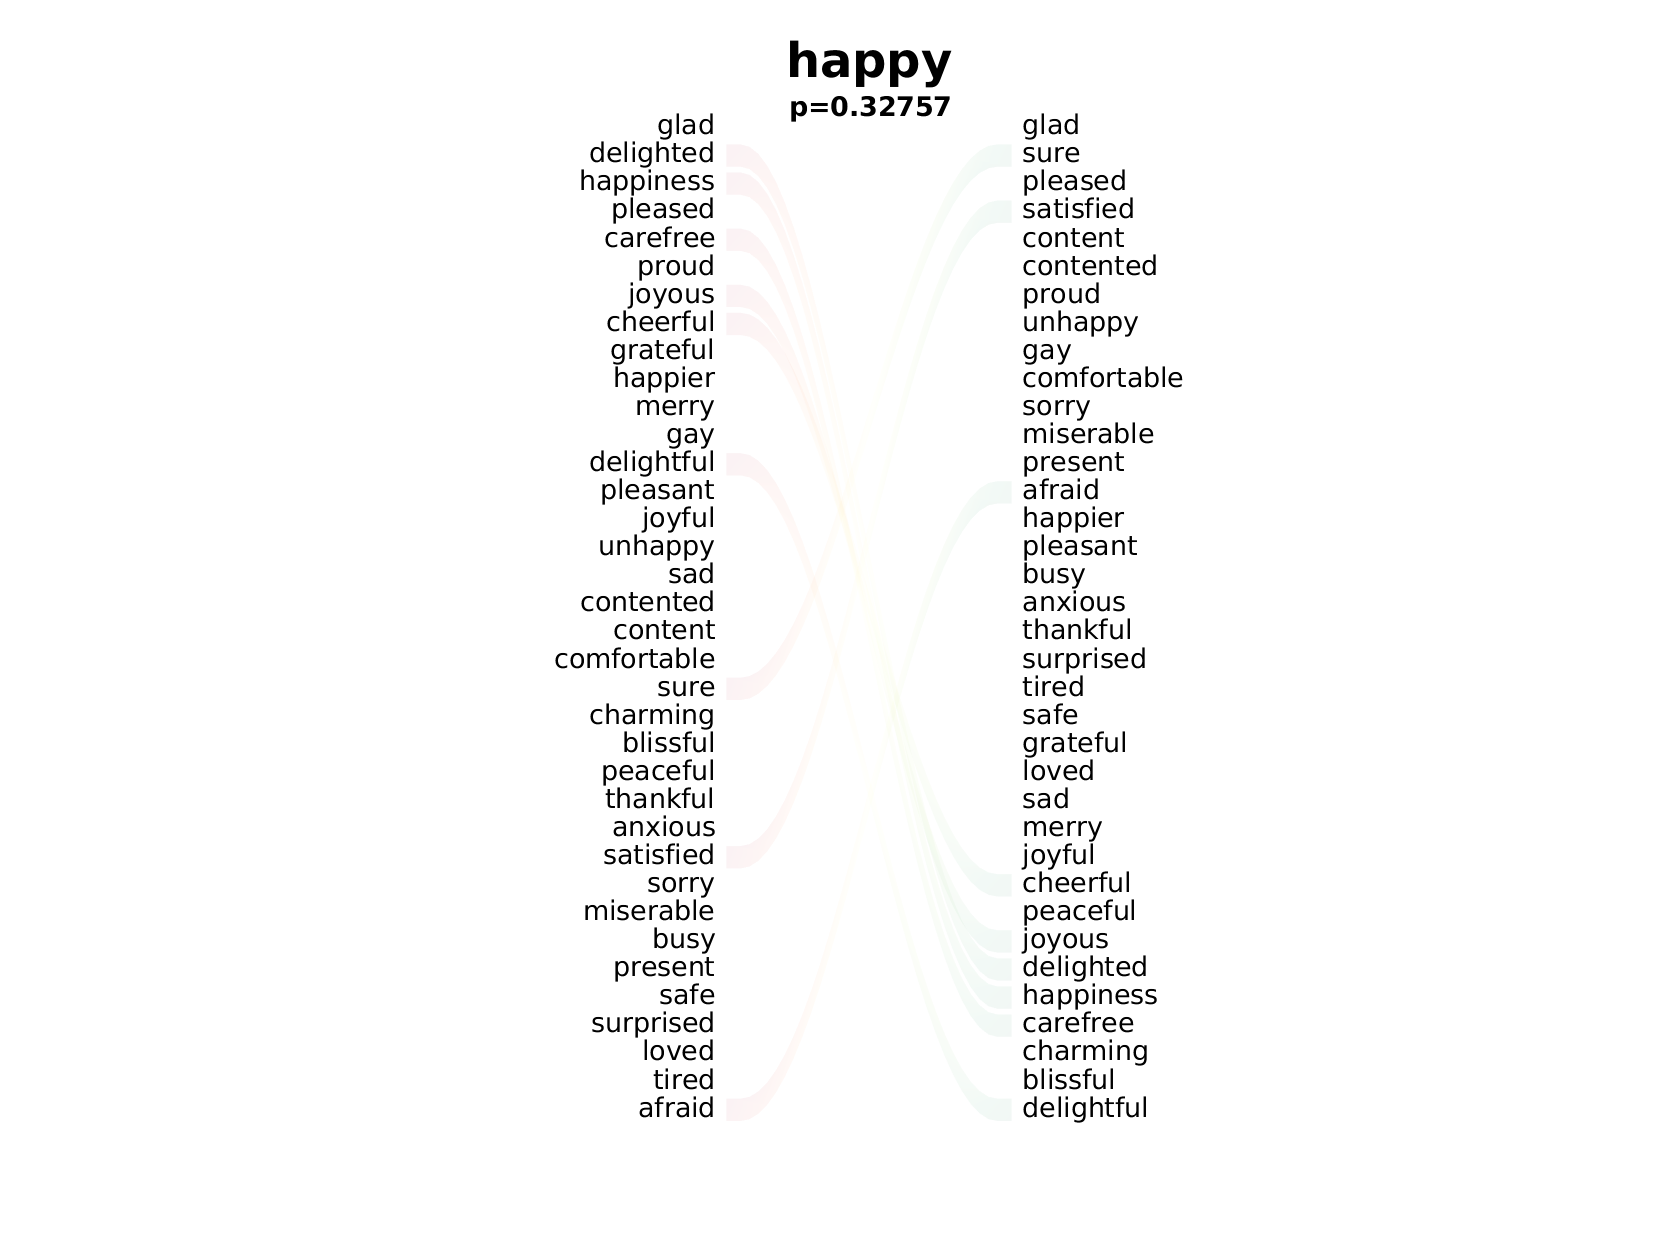 happy
p=0.32757
glad
delighted
happiness
pleased
carefree
proud
joyous
cheerful
grateful
happier
merry
gay
delightful
pleasant
joyful
unhappy
sad
contented
content
comfortable
sure
charming
blissful
peaceful
thankful
anxious
satisfied
sorry
miserable
busy
present
safe
surprised
loved
tired
afraid
glad
sure
pleased
satisfied
content
contented
proud
unhappy
gay
comfortable
sorry
miserable
present
afraid
happier
pleasant
busy
anxious
thankful
surprised
tired
safe
grateful
loved
sad
merry
joyful
cheerful
peaceful
joyous
delighted
happiness
carefree
charming
blissful
delightful